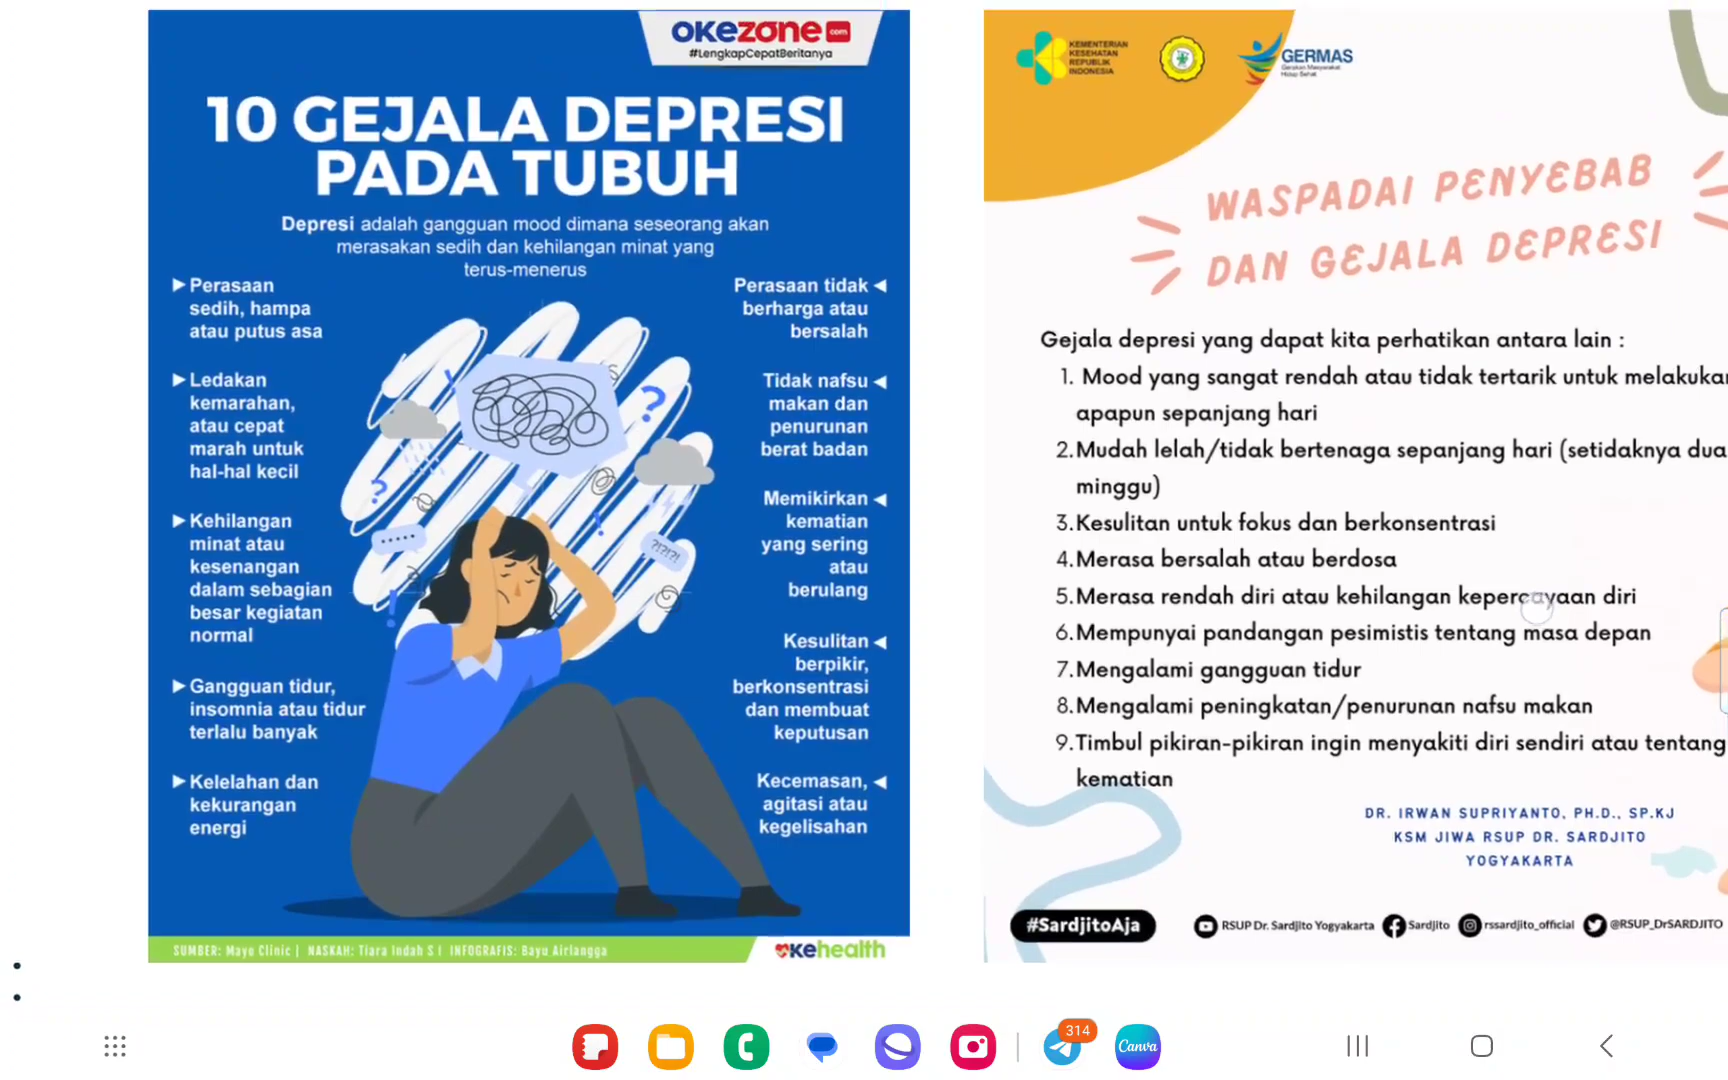 OKEZONE.com
#LengkapCepatBeritanya
10 GEJALA DEPRESI
PADA TUBUH
Depresi adalah gangguan mood dimana seseorang akan
merasakan sedih dan kehilangan minat yang
terus-menerus
Perasaan
sedih, hampa
atau putus asa
Ledakan
kemarahan,
atau cepat
marah untuk
hal-hal kecil
Kehilangan
minat atau
kesenangan
dalam sebagian
besar kegiatan
normal
Gangguan tidur,
insomnia atau tidur
terlalu banyak
Kelelahan dan
kekurangan
energi
Perasaan tidak
berharga atau
bersalah
Tidak nafsu
makan dan
penurunan
berat badan
Memikirkan
kematian
yang sering
atau
berulang
Kesulitan
berpikir,
berkonsentrasi
dan membuat
keputusan
Kecemasan,
agitasi atau
kegelisahan
?!?!?!
SUMBER: Mayo Clinic | NASKAH: Tiara Indah S I INFOGRAFIS: Bayu Airlangga
okehealth
KEMENTERIAN
KESEHATAN
REPUBLIK
INDONESIA
GERMAS
Gerakan Masyarakat
Hidup Sehat
WASPADAI PENYEBAB
DAN GEJALA DEPRESI
Gejala depresi yang dapat kita perhatikan antara lain :
1. Mood yang sangat rendah atau tidak tertarik untuk melakukan
apapun sepanjang hari
2.Mudah lelah/tidak bertenaga sepanjang hari (setidaknya dua
minggu)
3.Kesulitan untuk fokus dan berkonsentrasi
4.Merasa bersalah atau berdosa
5.Merasa rendah diri atau kehilangan kepercayaan diri
6.Mempunyai pandangan pesimistis tentang masa depan
7.Mengalami gangguan tidur
8.Mengalami peningkatan/penurunan nafsu makan
9.Timbul pikiran-pikiran ingin menyakiti diri sendiri atau tentang
kematian
DR. IRWAN SUPRIYANTO, PH.D., SP.KJ
KSM JIWA RSUP DR. SARDJITO
YOGYAKARTA
#SardjitoAja
RSUP Dr. Sardjito Yogyakarta
Sardjito
rssardjito_official
@RSUP_DrSARDJITO
314
Canva